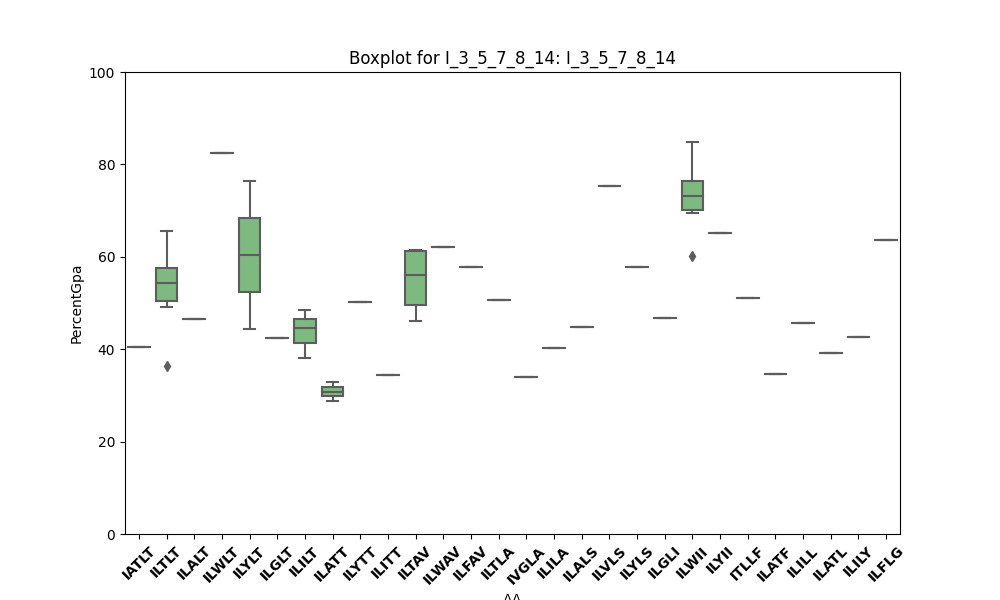 Boxplot for I_3_5_7_8_14: I_3_5_7_8_14
100
80
60
40
20
0
PercentGpa
IATLT ILTLT ILALT ILWLT ILYLT ILGLT ILILT ILATT ILYTT ILITT ILTAV ILWAV ILFAV ILTLA IVGLA ILILA ILALS ILVLS ILYLS ILGLI ILWII ILYII ITLLF ILATF ILILL ILATL ILILY ILFLG
AA